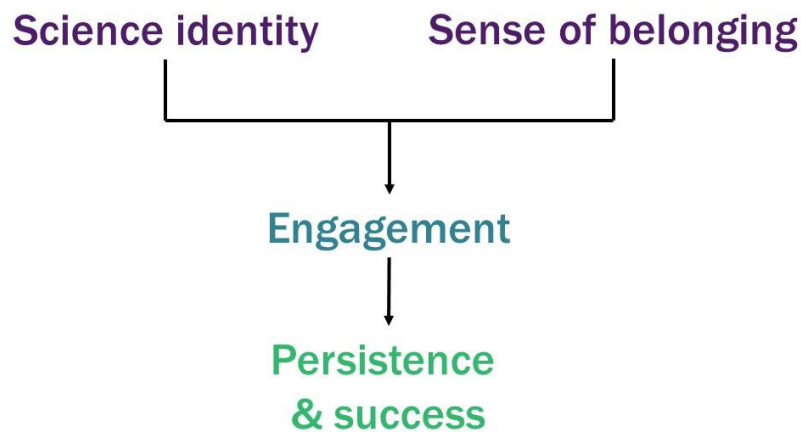 Science identity
Sense of belonging
Engagement
Persistence
& success